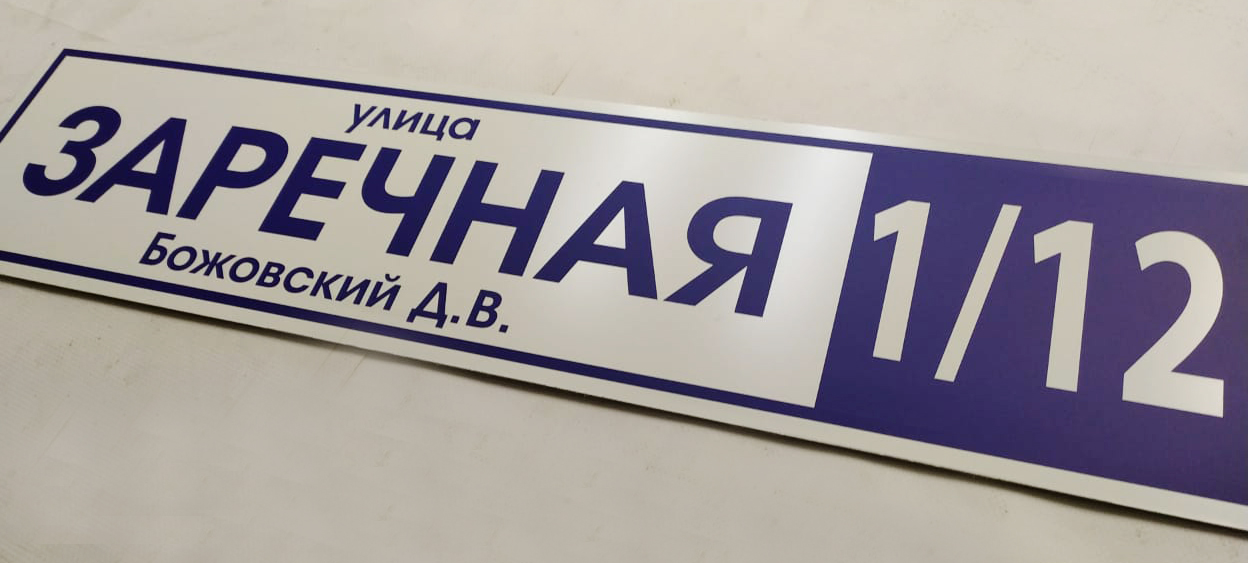 улица
ЗАРЕЧНАЯ
Божовский Д.В.
1/12